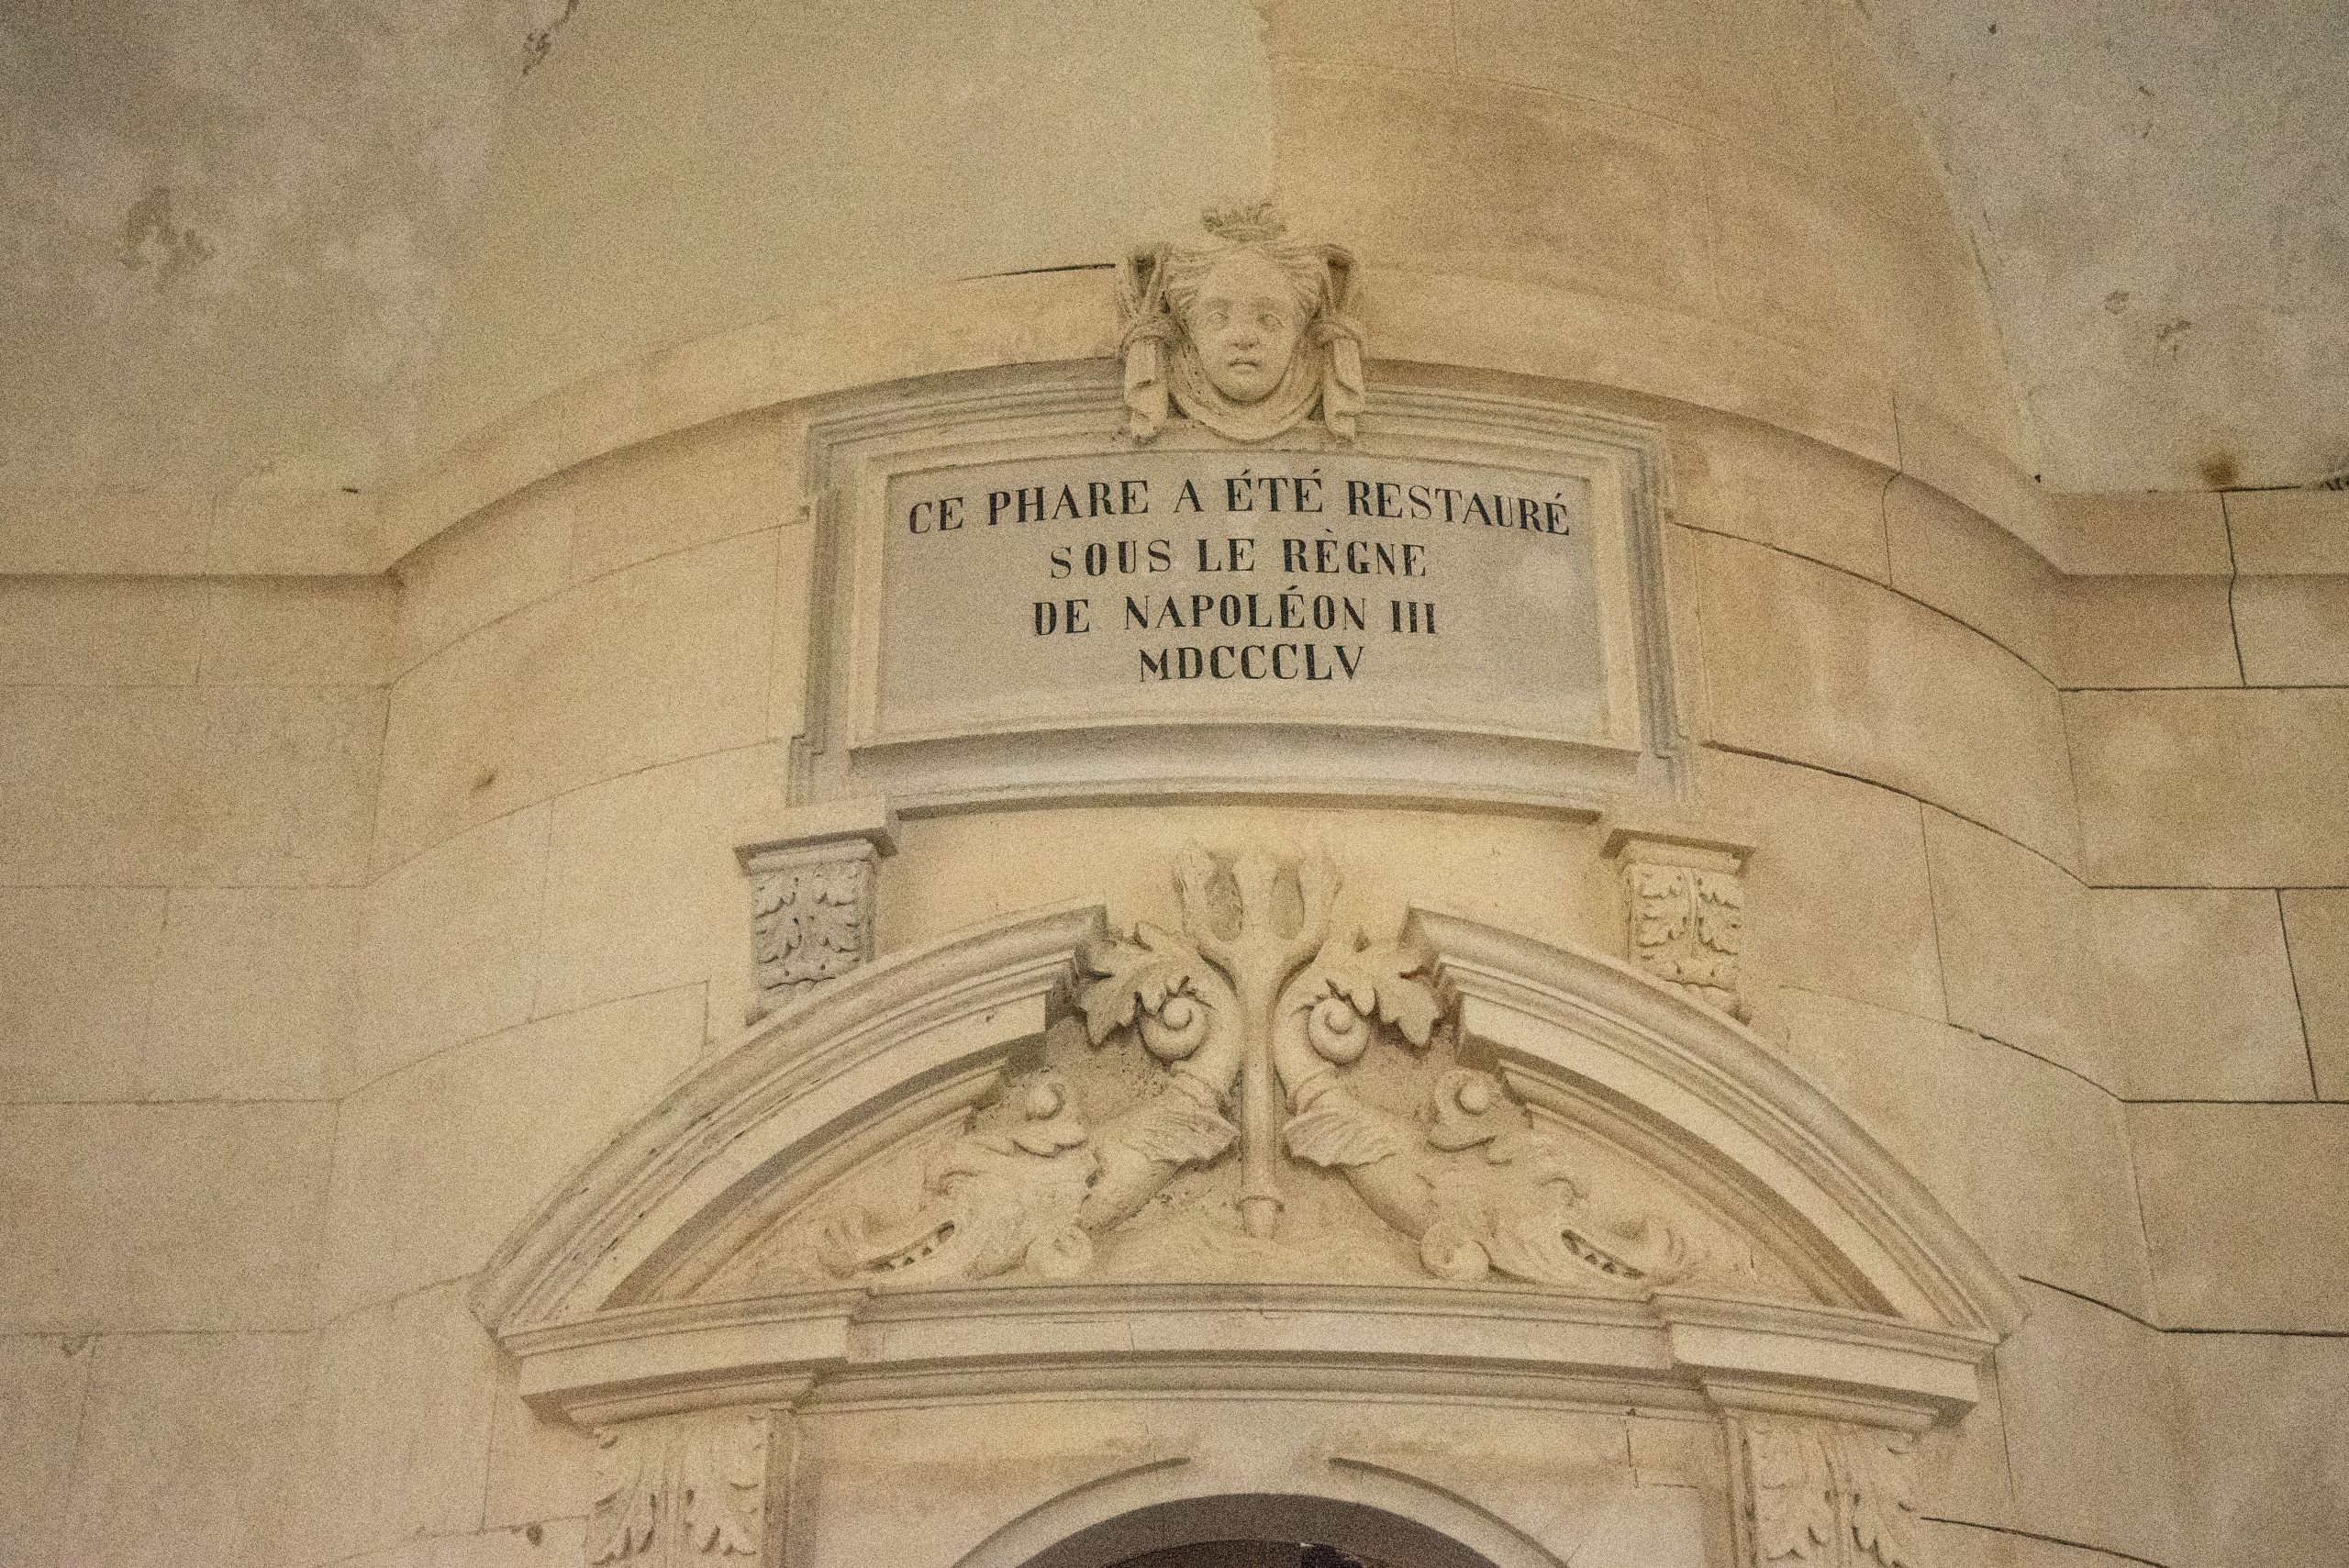 CE PHARE A ÉTÉ RESTAURÉ
SOUS LE RÈGNE
DE NAPOLÉON III
MDCCCLV